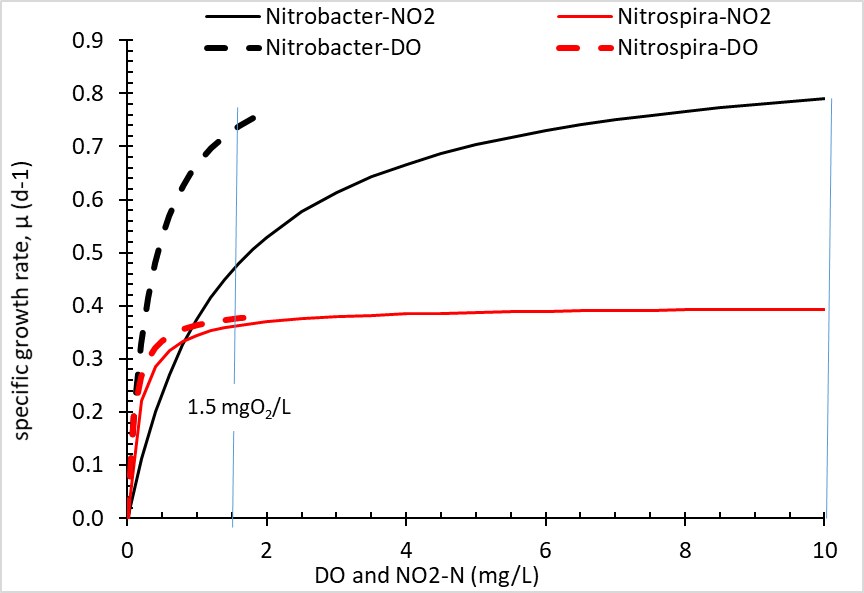 Nitrobacter-NO2 Nitrospira-NO2
Nitrobacter-DO Nitrospira-DO
0.9
0.8
0.7
0.6
0.5
0.4
0.3
0.2
0.1
0.0
specific growth rate, µ (d-1)
1.5 mgO₂/L
0 2 4 6 8 10
DO and NO2-N (mg/L)